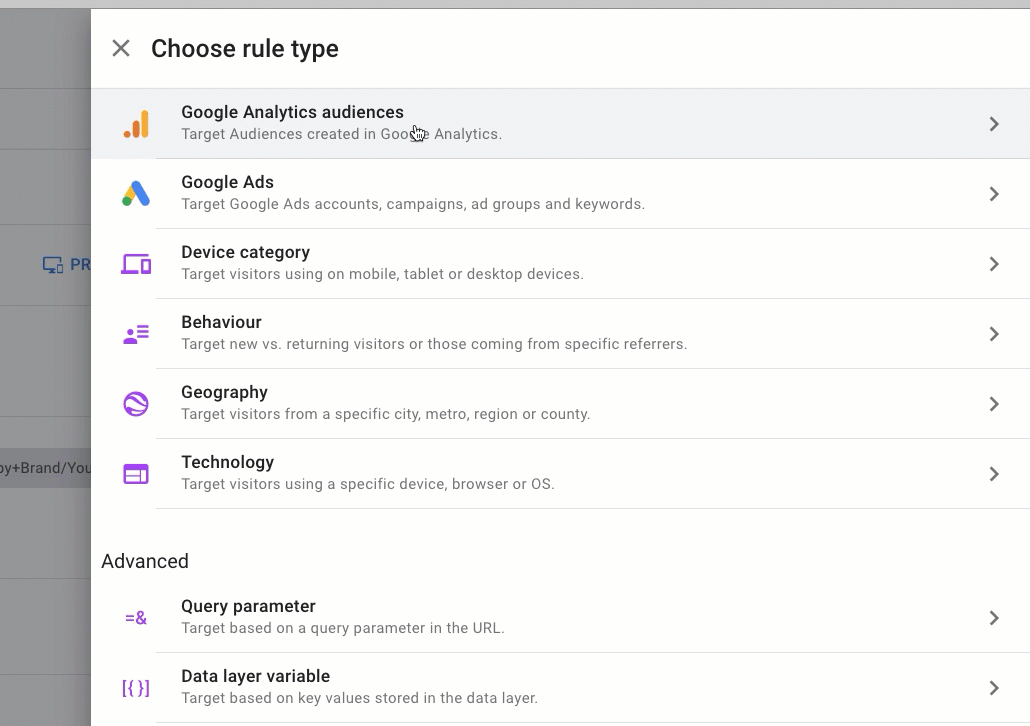 Choose rule type
Google Analytics audiences
Target Audiences created in Google Analytics.
Google Ads
Target Google Ads accounts, campaigns, ad groups and keywords.
Device category
Target visitors using on mobile, tablet or desktop devices.
PR
Behaviour
Target new vs. returning visitors or those coming from specific referrers.
Geography
Target visitors from a specific city, metro, region or county.
Technology
Target visitors using a specific device, browser or OS.
by+Brand/You
Advanced
=& Query parameter
Target based on a query parameter in the URL.
[{}] Data layer variable
Target based on key values stored in the data layer.